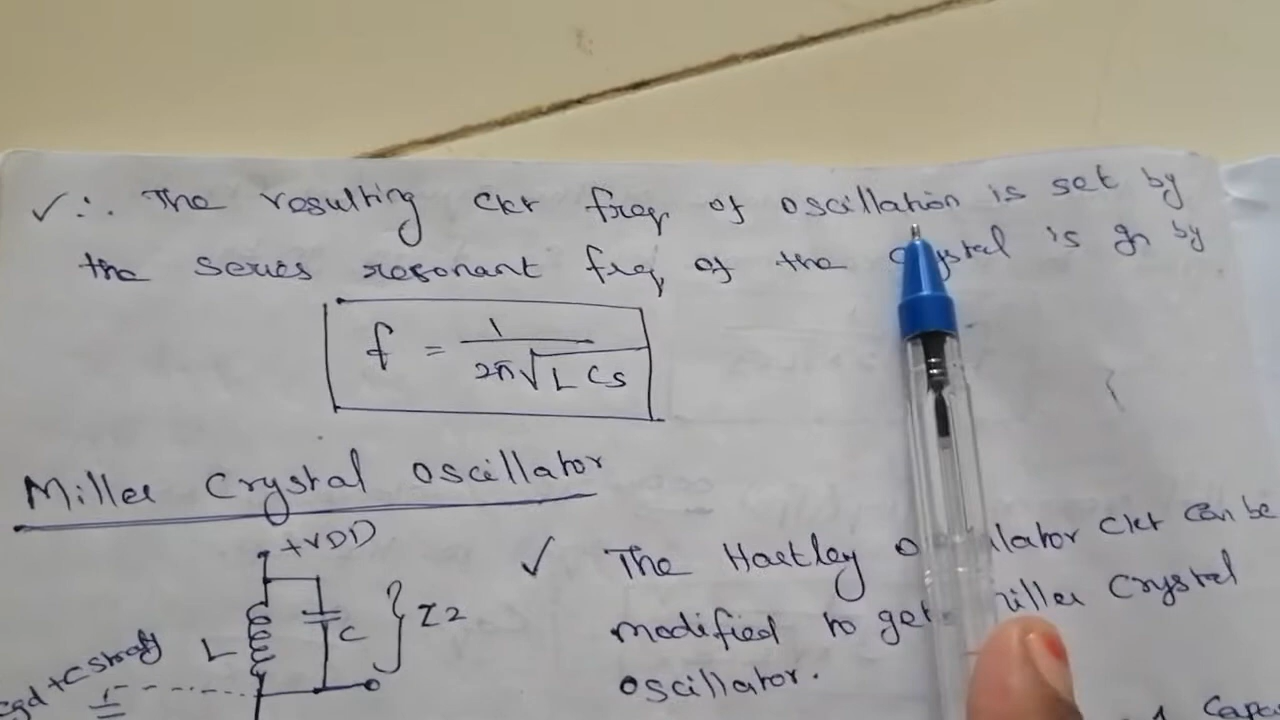 ✓ ∴ The resulting ckt freq of oscillation is set by
the series resonant freq of the crystal is gn by
f = 1 / 2π√LCs
Miller Crystal oscillator
+VDD
L
C
} Z2
Cgd + Cstray
✓ The Hartley oscillator ckt can be
modified to get Miller crystal
oscillator.